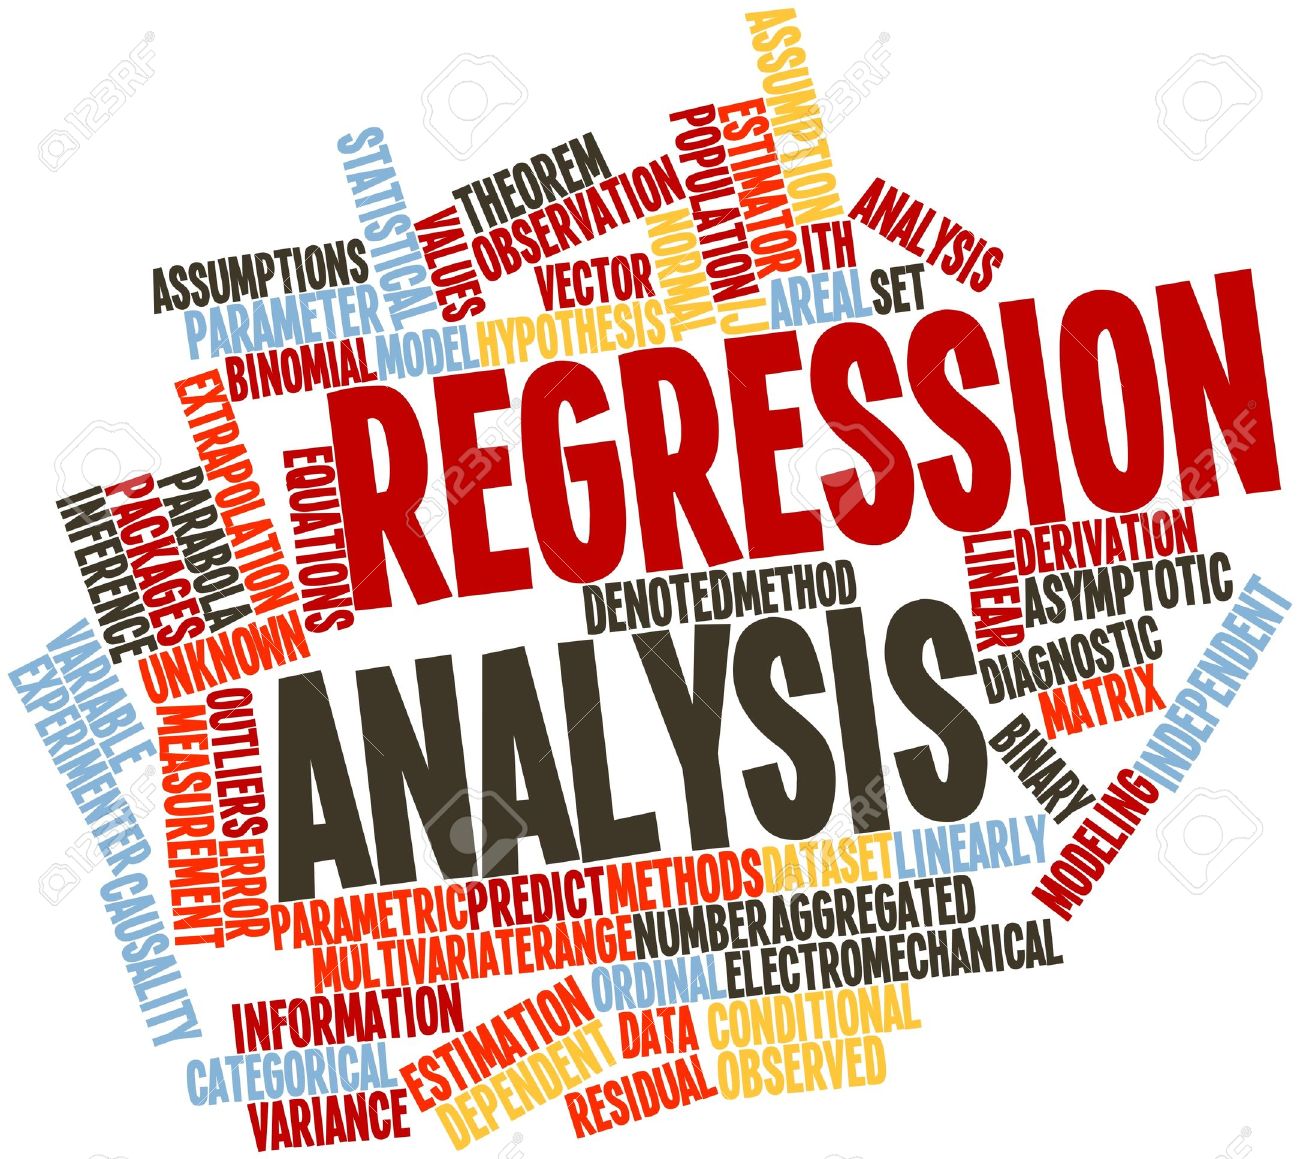 ASSUMPTION
ESTIMATOR
POPULATION
STATISTICAL
THEOREM
OBSERVATION
VALUES
NORMAL
ITH
ANALYSIS
ASSUMPTIONS
VECTOR
IJ
AREAL
SET
PARAMETER
BINOMIAL
MODEL
HYPOTHESIS
REGRESSION
EXTRAPOLATION
EQUATIONS
PARABOLA
PACKAGES
INFERENCE
UNKNOWN
DENOTED
METHOD
LINEAR
DERIVATION
ASYMPTOTIC
DIAGNOSTIC
MATRIX
INDEPENDENT
ANALYSIS
VARIABLE
EXPERIMENTER
CAUSALITY
MEASUREMENT
OUTLIERS
ERROR
BINARY
MODELING
PARAMETRIC
PREDICT
METHODS
DATASET
LINEARLY
MULTIVARIATE
RANGE
NUMBER
AGGREGATED
INFORMATION
ORDINAL
ELECTROMECHANICAL
CATEGORICAL
ESTIMATION
DATA
CONDITIONAL
VARIANCE
DEPENDENT
RESIDUAL
OBSERVED
123RF